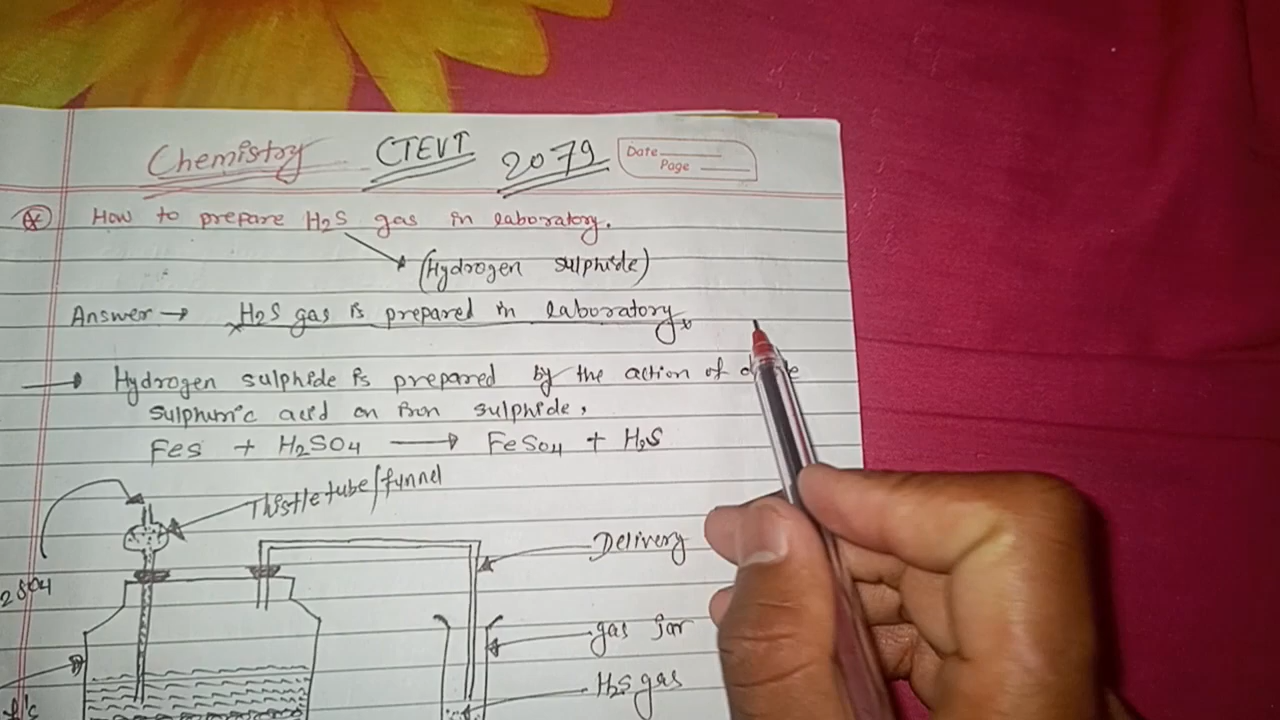 Chemistry CTEVT 2079
Date
Page
How to prepare H2S gas in laboratory.
(Hydrogen sulphide)
Answer → H2S gas is prepared in laboratory
→ Hydrogen sulphide is prepared by the action of
sulphuric acid on Iron sulphide,
Fes + H2SO4 → FeSO4 + H2S
Thistle tube/funnel
Delivery
2SO4
gas Jar
H2s gas